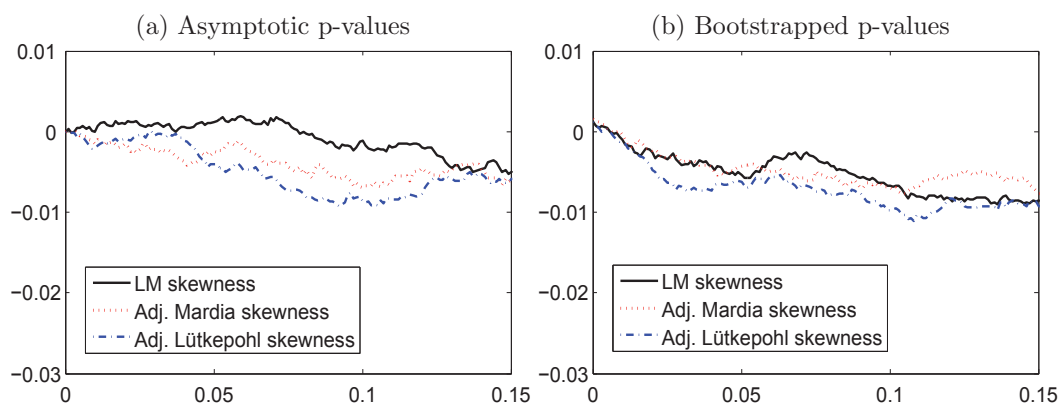 (a) Asymptotic p-values
0.01
0
−0.01
−0.02
−0.03
0
0.05
0.1
0.15
LM skewness
Adj. Mardia skewness
Adj. Lütkepohl skewness
(b) Bootstrapped p-values
0.01
0
−0.01
−0.02
−0.03
0
0.05
0.1
0.15
LM skewness
Adj. Mardia skewness
Adj. Lütkepohl skewness